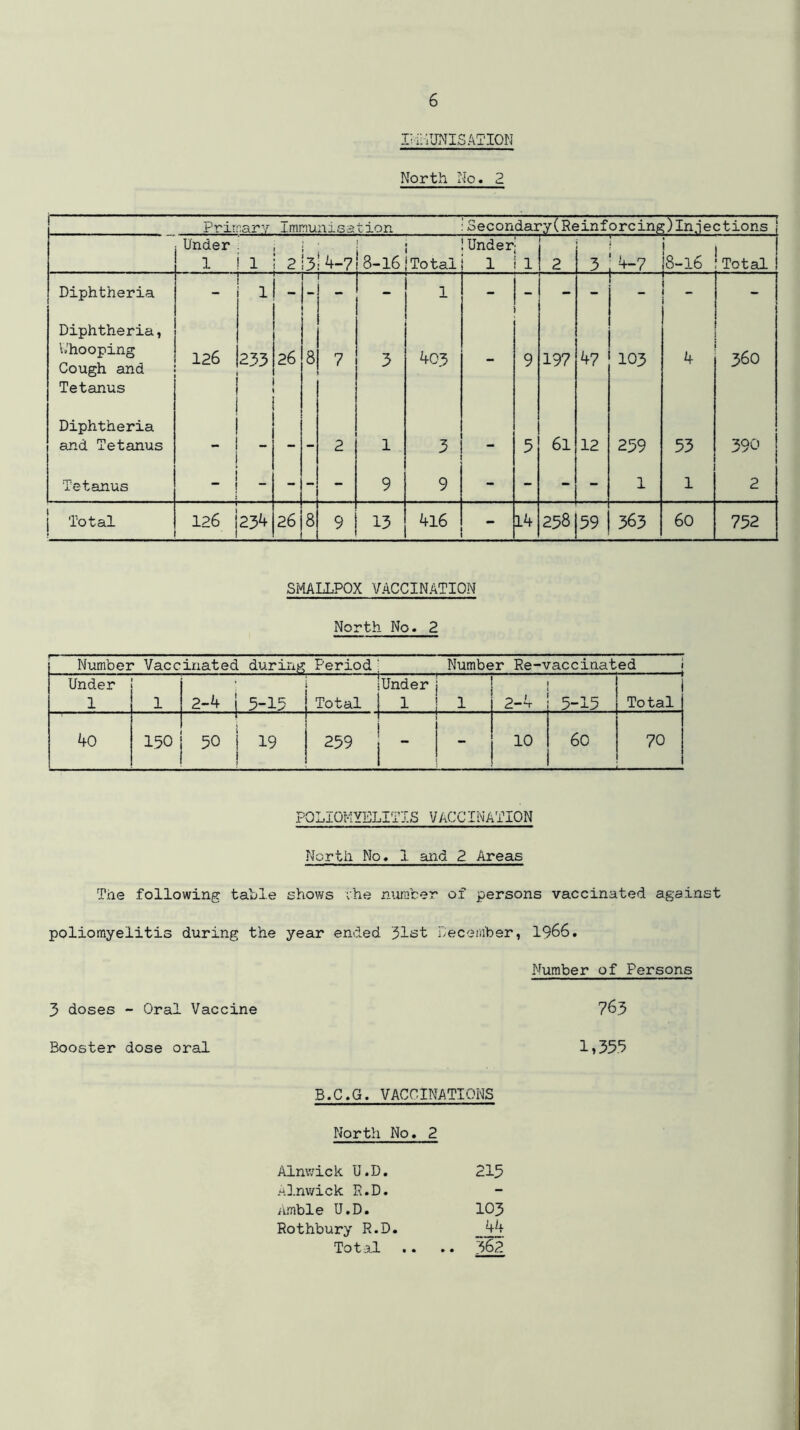 6
IMMUNISATION
North No. 2
Primary Immunisation Secondary(Reinforcing)Injections
Under 1 1 2 3 4-7 8-16 Total Under 1 1 2 3 4-7 8-16 Total
Diphtheria - 1 - - - - 1 - - - - - - -
Diphtheria,
Whooping
Cough and
Tetanus 126 233 26 8 7 3 403 - 9 197 47 103 4 360
Diphtheria
and Tetanus - - - - 2 1 3 - 5 61 12 259 53 390
Tetanus - - - - - 9 9 - - - - 1 1 2
Total 126 234 26 8 9 13 416 - 14 258 59 363 60 752
SMALLPOX VACCINATION
North No. 2
Number Vaccinated during Period Number Re-vaccinated
Under 1 1 2-4 5-15 Total Under 1 1 2-4 5-15 Total
40 150 50 19 259 - - 10 60 70
POLIOMYELITIS VACCINATION
North No. 1 and 2 Areas
The following table shows the number of persons vaccinated against
poliomyelitis during the year ended 31st December, 1966.
Number of Persons
3 doses - Oral Vaccine 763
Booster dose oral 1,355
B.C.G. VACCINATIONS
North No. 2
Alnwick U.D. 215
Alnwick R.D. -
Amble U.D. 103
Rothbury R.D. 44
Total .. .. 362